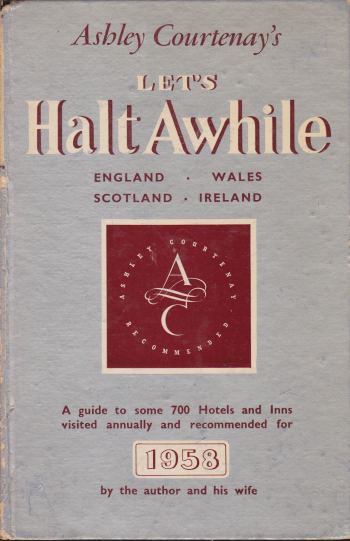 Ashley Courtenay's
LET'S
Halt Awhile
ENGLAND · WALES
SCOTLAND · IRELAND
ASHLEY COURTENAY
A
C
RECOMMENDED
A guide to some 700 Hotels and Inns
visited annually and recommended for
1958
by the author and his wife